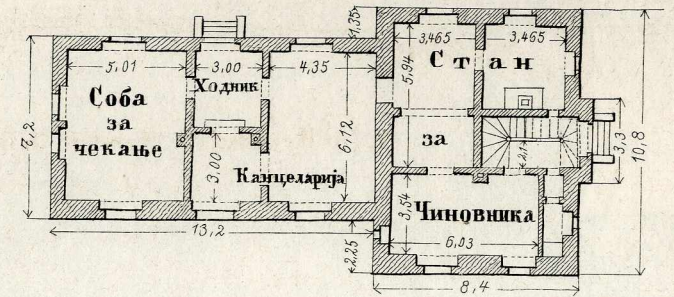 1,35
3,465
3,465
5,01
3,00
4,35
5,94
Стан
Ходник
Соба
за
чекање
7,2
6,12
за
2,1
3,3
10,8
3,00
Канцеларија
3,54
Чиновника
6,03
13,2
2,25
8,4